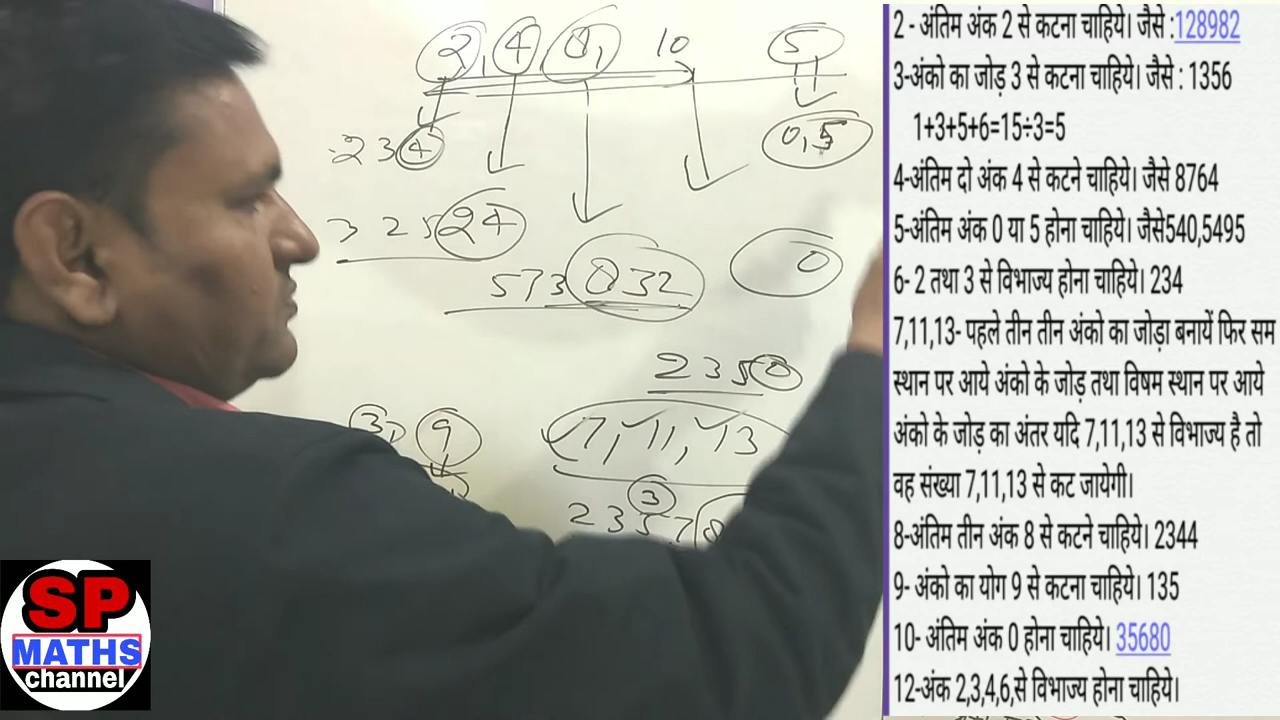 2, 4, 8, 10 5
0, 5
234
32524
573032
0
2350
3, 9
7, 11, 13
3
2357
SP
MATHS
channel
2 - अंतिम अंक 2 से कटना चाहिये। जैसे :128982
3-अंको का जोड़ 3 से कटना चाहिये। जैसे : 1356
1+3+5+6=15÷3=5
4-अंतिम दो अंक 4 से कटने चाहिये। जैसे 8764
5-अंतिम अंक 0 या 5 होना चाहिये। जैसे540,5495
6- 2 तथा 3 से विभाज्य होना चाहिये। 234
7,11,13- पहले तीन तीन अंको का जोड़ा बनायें फिर सम
स्थान पर आये अंको के जोड़ तथा विषम स्थान पर आये
अंको के जोड़ का अंतर यदि 7,11,13 से विभाज्य है तो
वह संख्या 7,11,13 से कट जायेगी।
8-अंतिम तीन अंक 8 से कटने चाहिये। 2344
9- अंको का योग 9 से कटना चाहिये। 135
10- अंतिम अंक 0 होना चाहिये। 35680
12-अंक 2,3,4,6,से विभाज्य होना चाहिये।